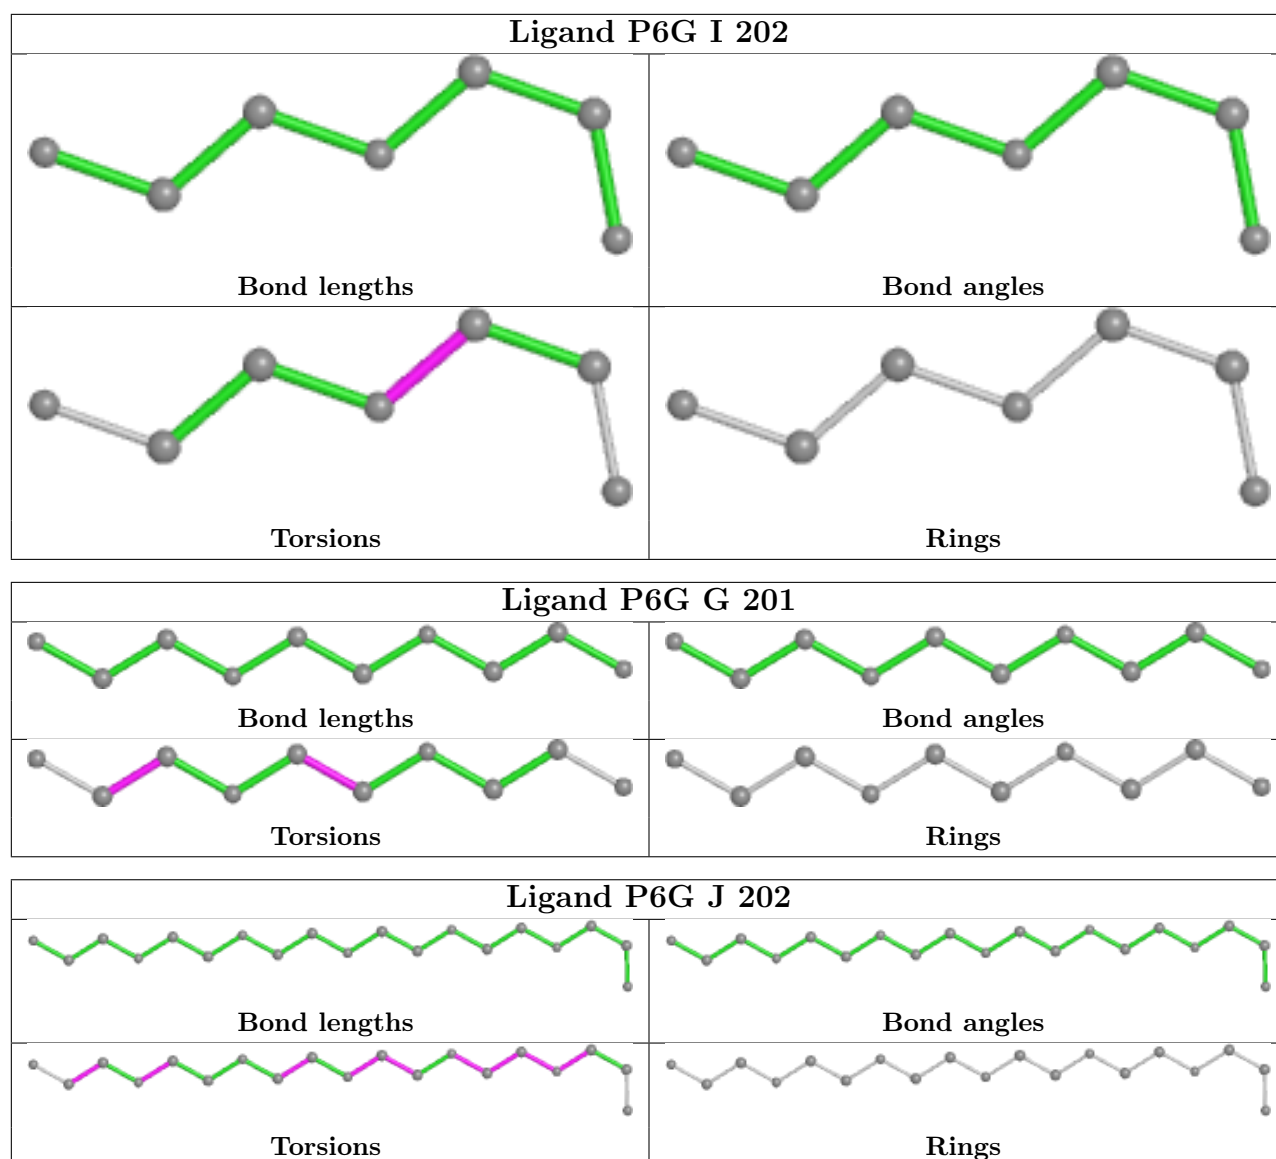 Ligand P6G I 202
Bond lengths
Bond angles
Torsions
Rings
Ligand P6G G 201
Bond lengths
Bond angles
Torsions
Rings
Ligand P6G J 202
Bond lengths
Bond angles
Torsions
Rings